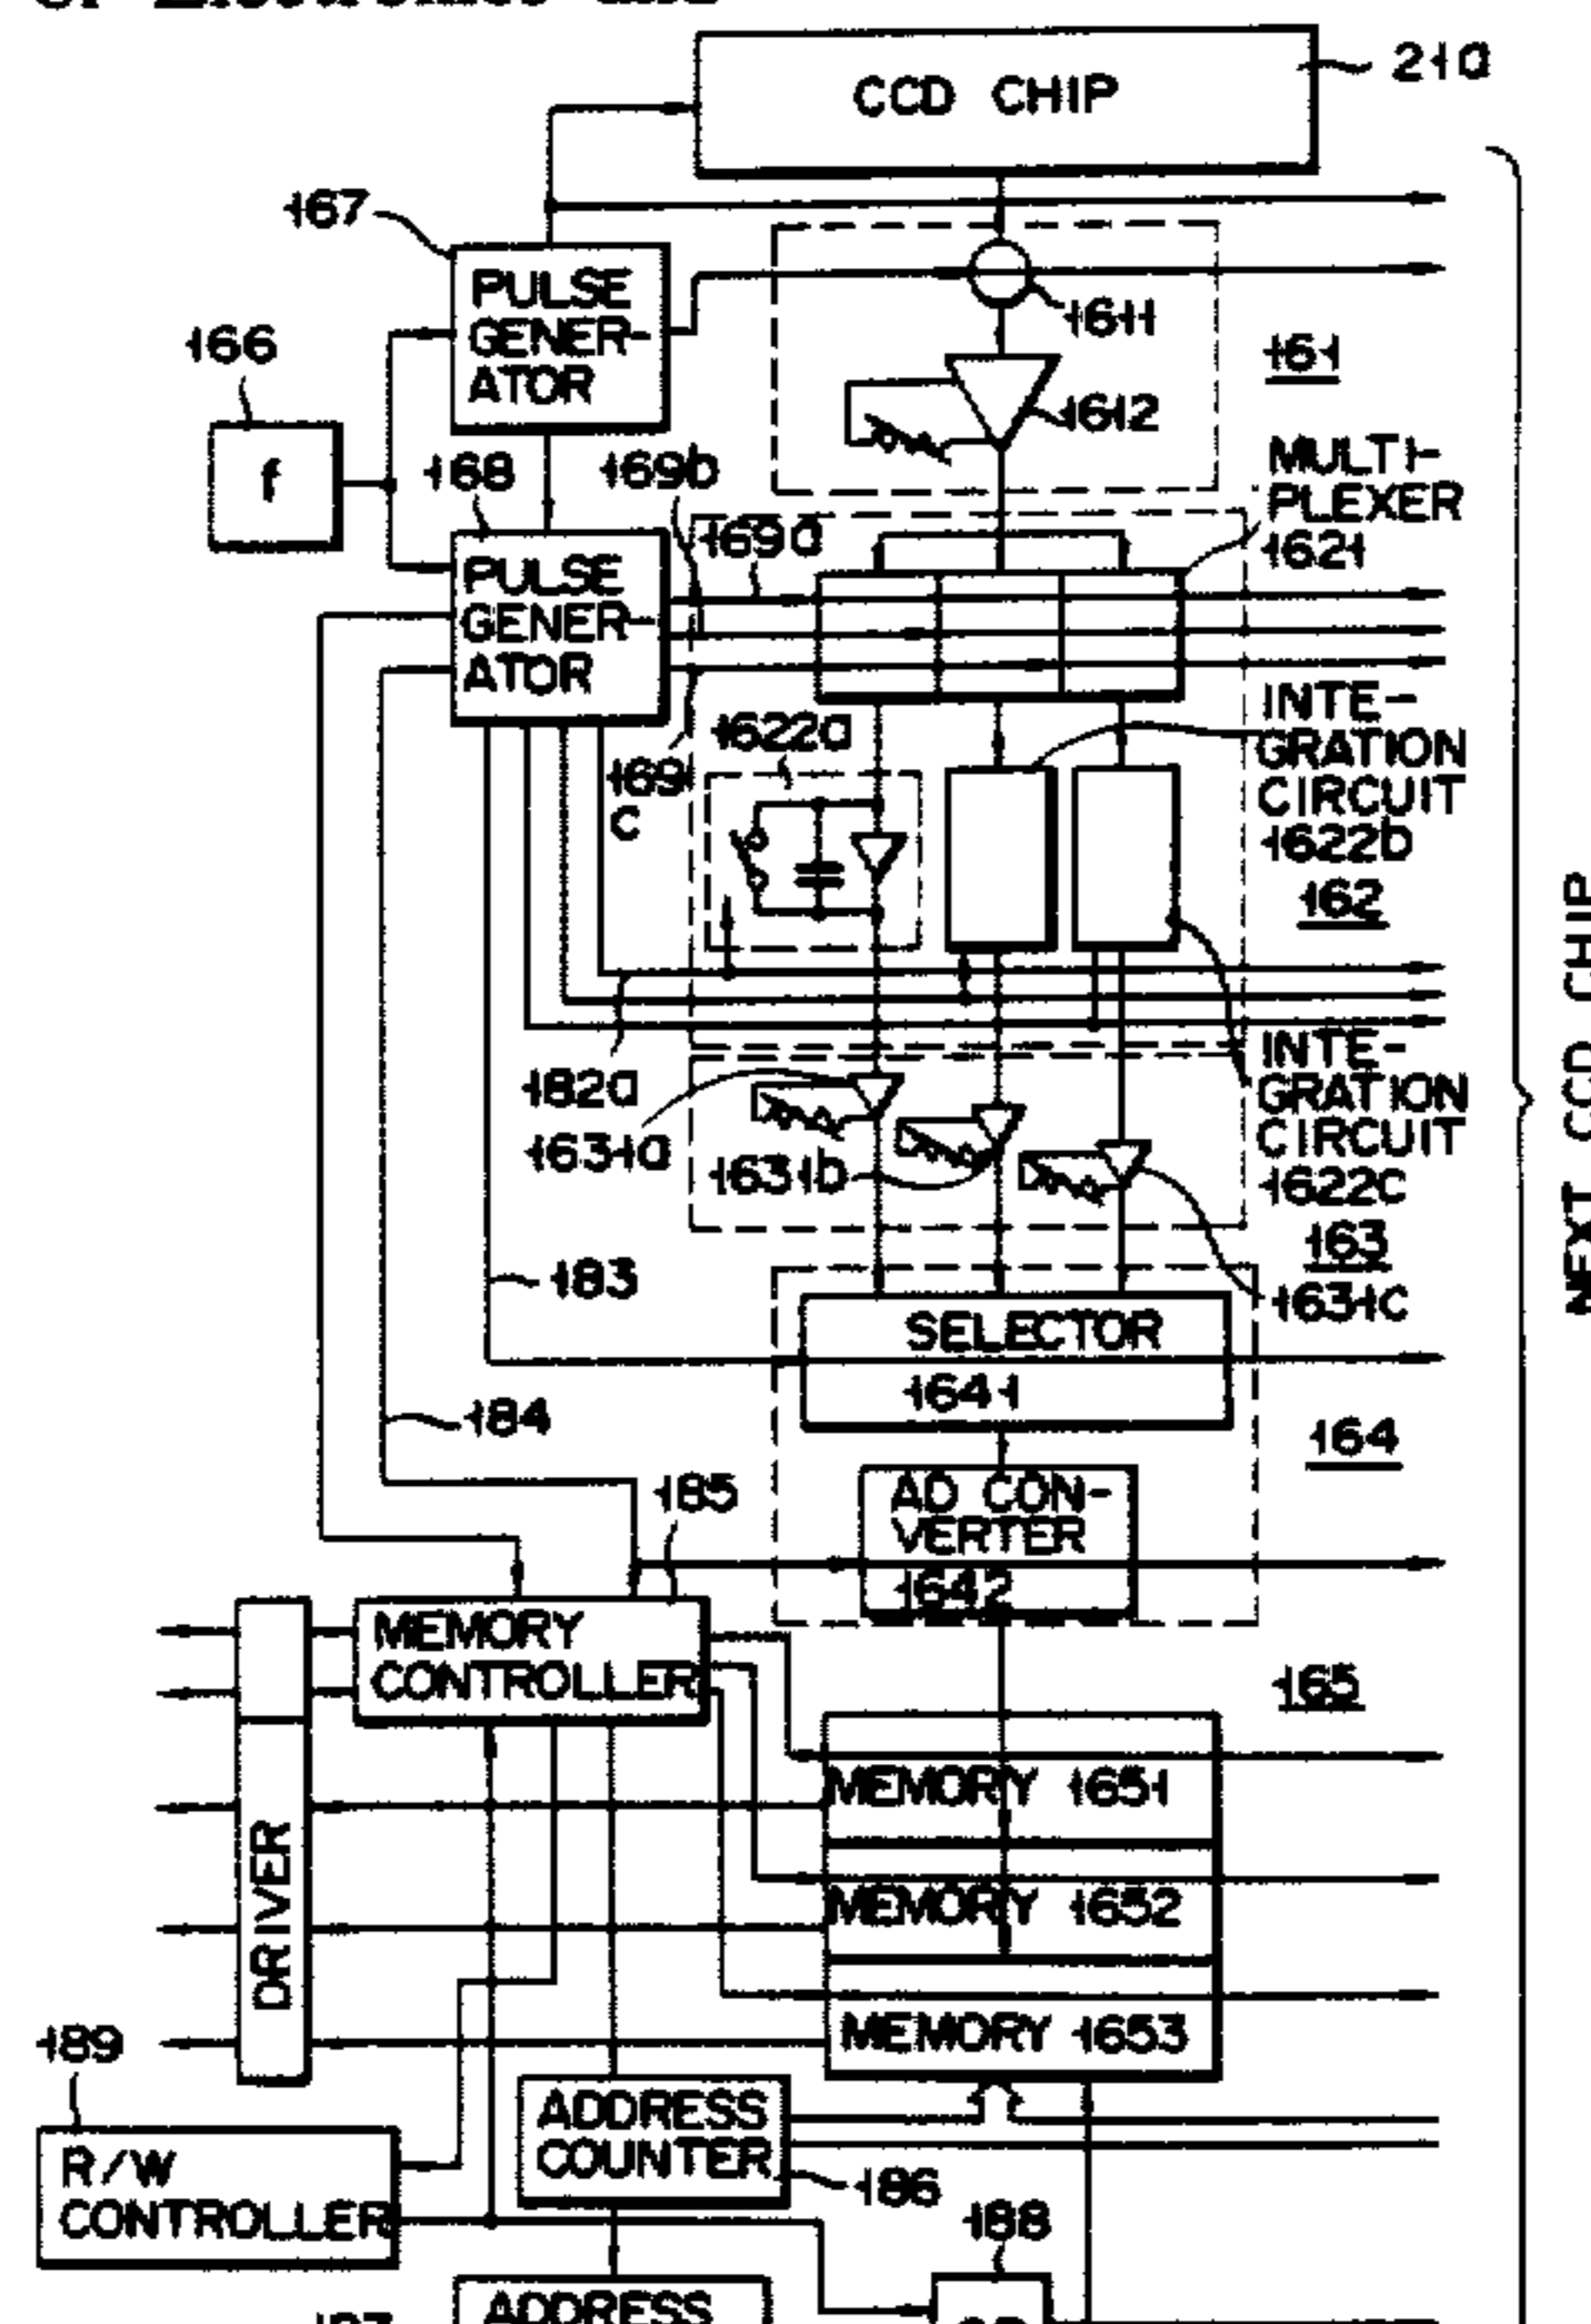 CCD CHIP
21a
167
PULSE
GENER-
ATOR
1611
161
166
1612
f
168
169b
MULTI-
PLEXER
1621
169a
PULSE
GENER-
ATOR
INTE-
GRATION
CIRCUIT
1622b
1622a
169
C
162
NEXT CCD CHIP
182a
INTE-
GRATION
CIRCUIT
1622c
1631a
1631b
163
1631c
183
SELECTOR
1641
184
164
185
AD CON-
VERTER
1642
MEMORY
CONTROLLER
165
MEMORY 1651
DRIVER
MEMORY 1652
MEMORY 1653
189
ADDRESS
COUNTER
R/W
CONTROLLER
186
188
ADDRESS